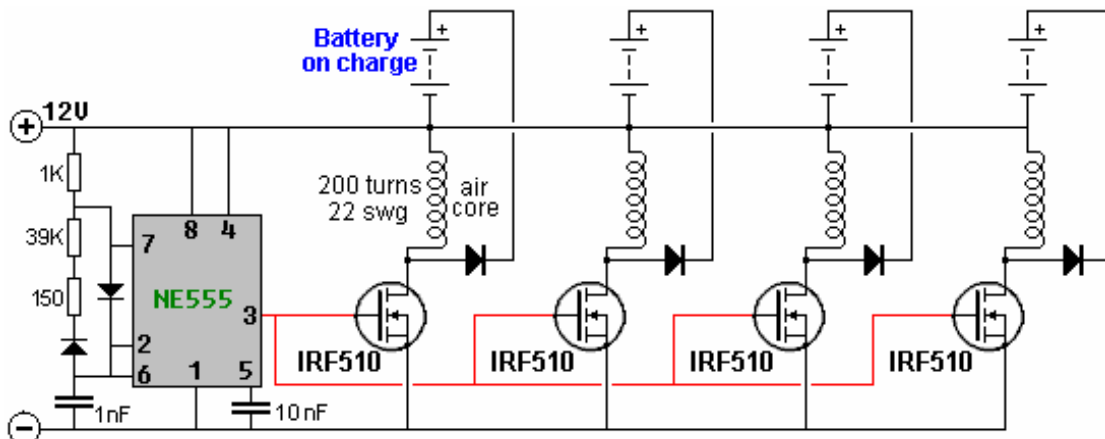 Battery
on charge
+
+
+
+
+
12V
1K
200 turns
22 swg
air
core
8
4
39K
7
NE555
150
3
2
6
1
5
IRF510
IRF510
IRF510
IRF510
1nF
10nF
−